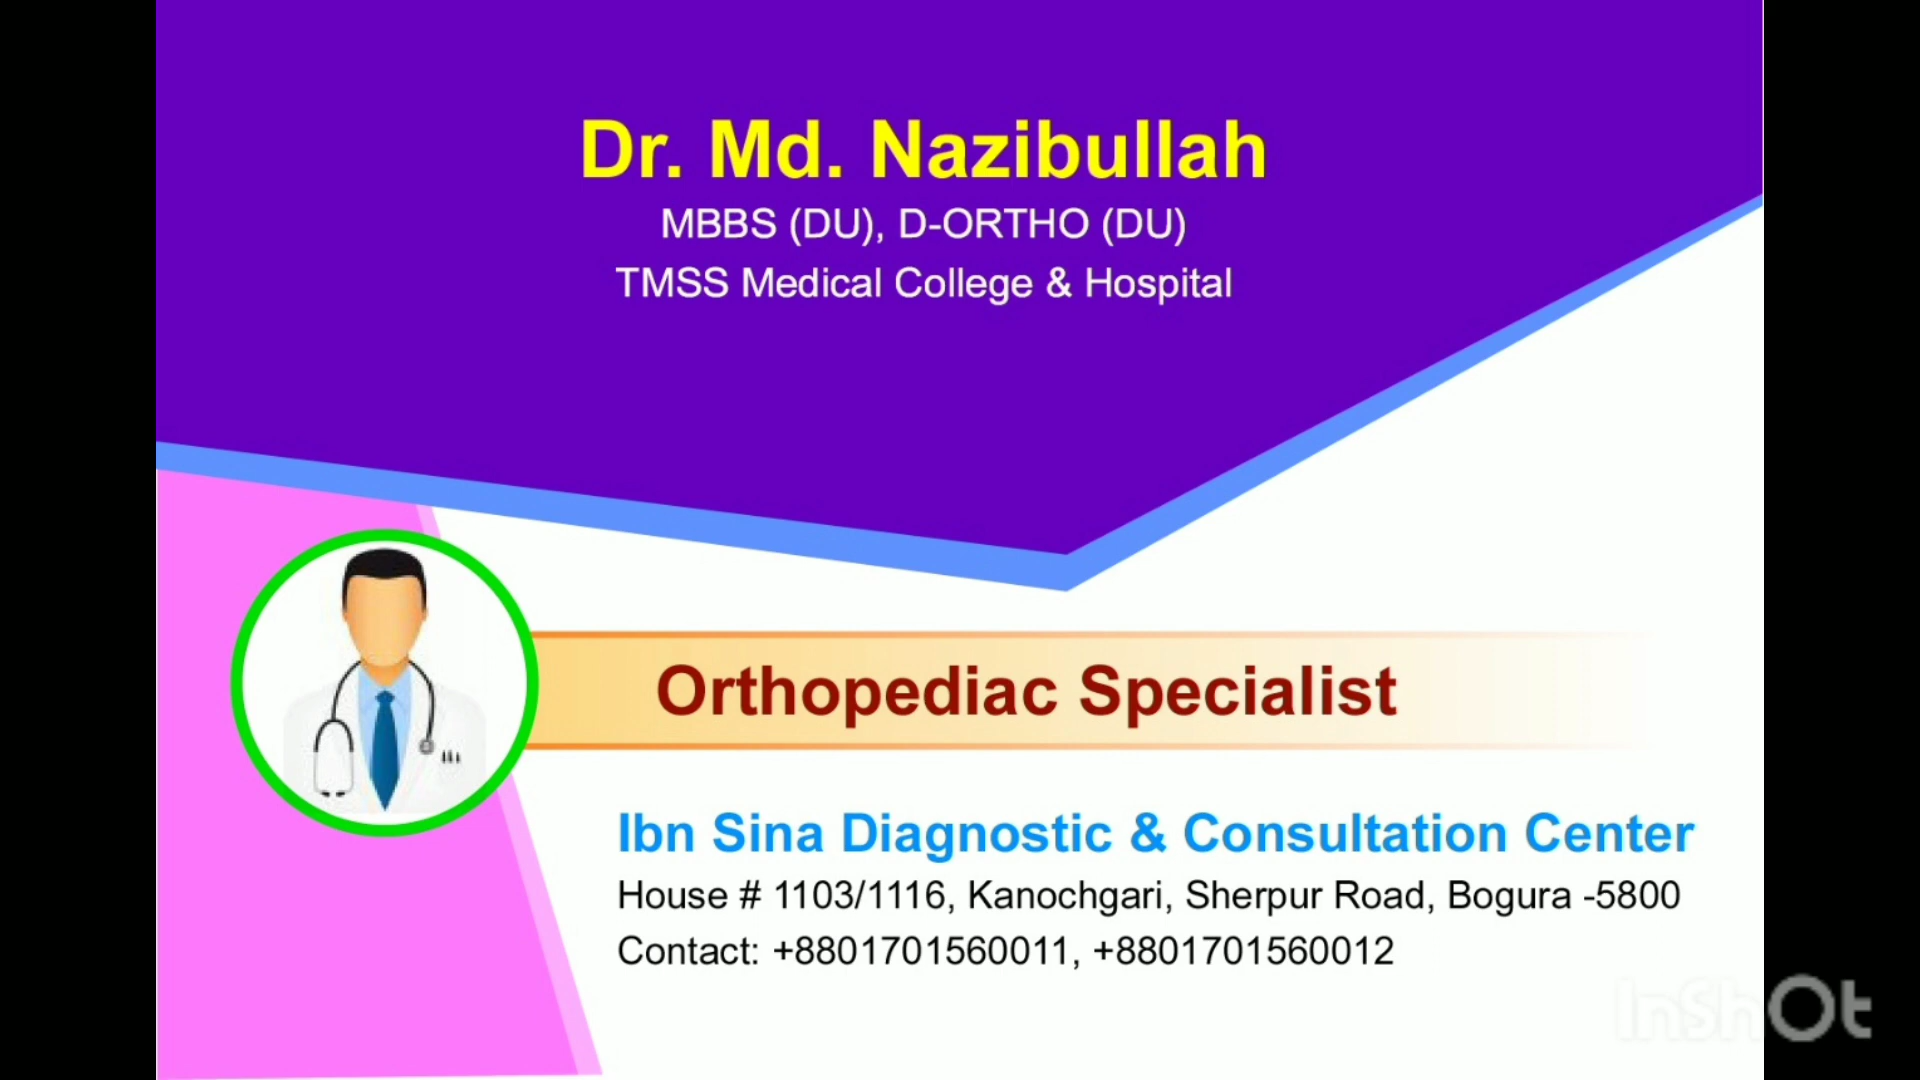 Dr. Md. Nazibullah
MBBS (DU), D-ORTHO (DU)
TMSS Medical College & Hospital
Orthopediac Specialist
Ibn Sina Diagnostic & Consultation Center
House # 1103/1116, Kanochgari, Sherpur Road, Bogura -5800
Contact: +8801701560011, +8801701560012
InShOt